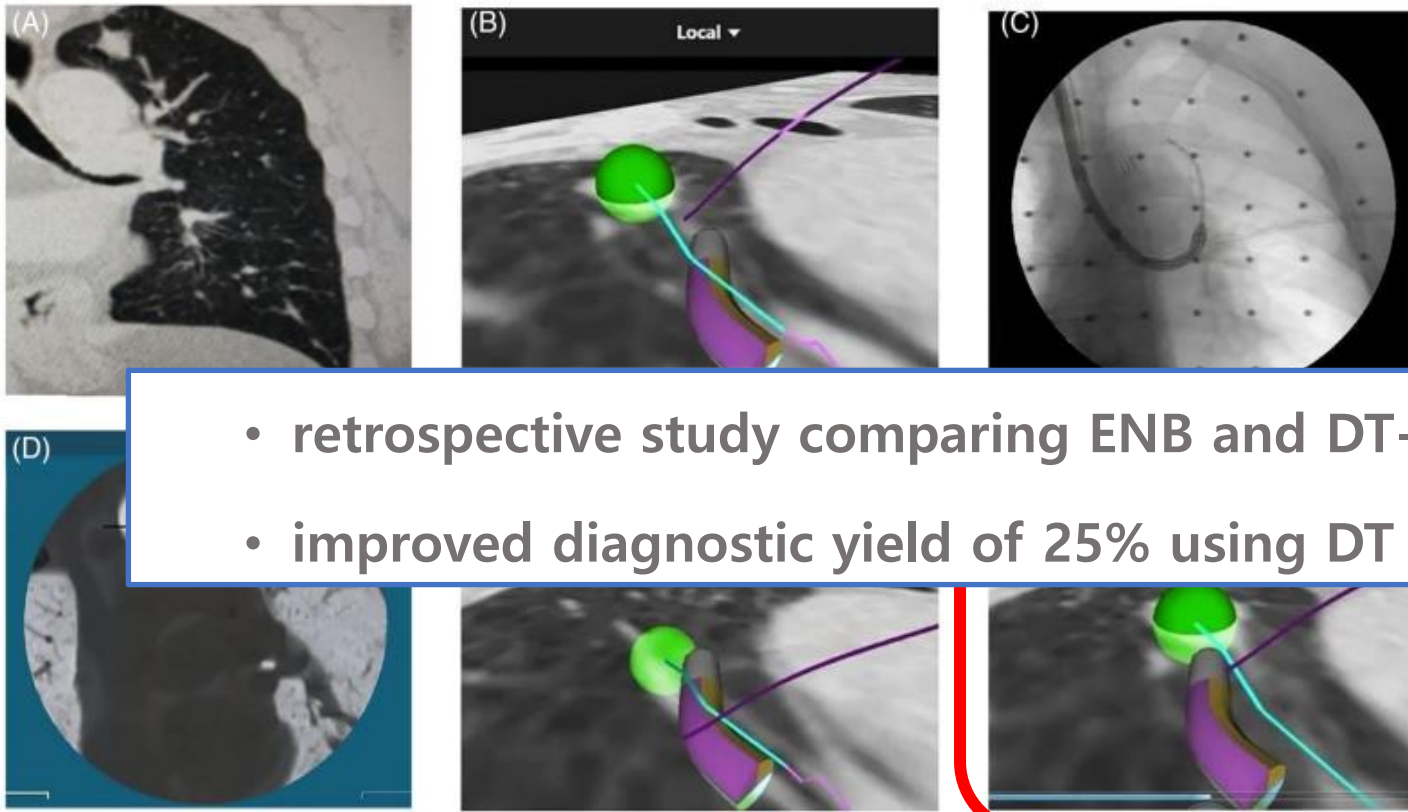 (A)
(B)
Local ▾
(C)
• retrospective study comparing ENB and DT-
• improved diagnostic yield of 25% using DT
(D)